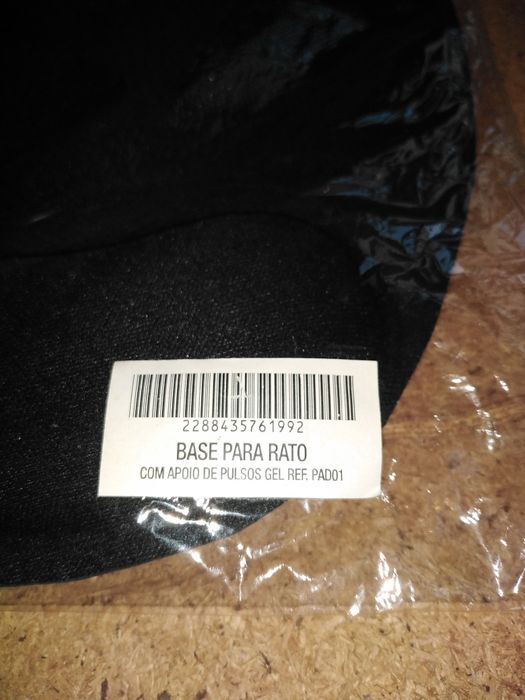 2288435761992
BASE PARA RATO
COM APOIO DE PULSOS GEL REF. PAD01